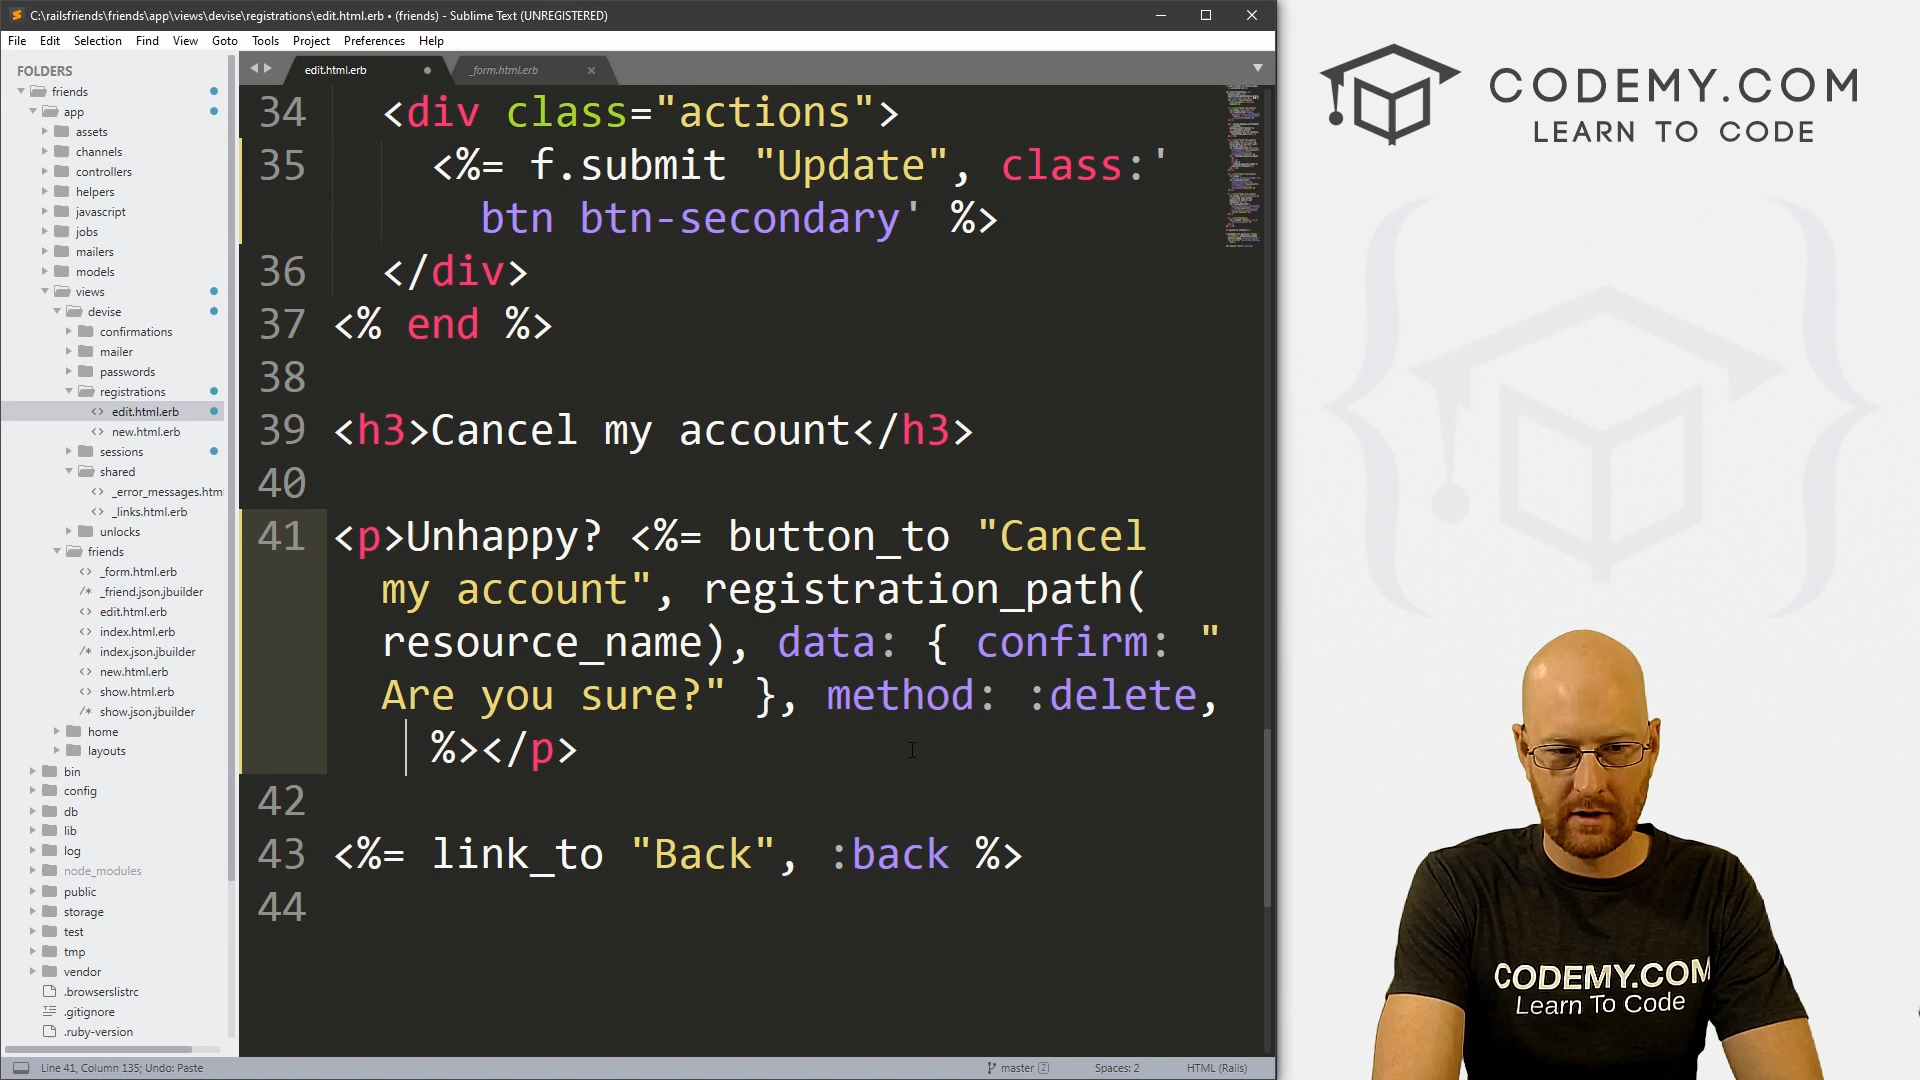 C:\railsfriends\friends\app\views\devise\registrations\edit.html.erb • (friends) - Sublime Text (UNREGISTERED)
File Edit Selection Find View Goto Tools Project Preferences Help
FOLDERS
friends
app
assets
channels
controllers
helpers
javascript
jobs
mailers
models
views
devise
confirmations
mailer
passwords
registrations
edit.html.erb
new.html.erb
sessions
shared
_error_messages.htm
_links.html.erb
unlocks
friends
_form.html.erb
_friend.json.jbuilder
edit.html.erb
index.html.erb
index.json.jbuilder
new.html.erb
show.html.erb
show.json.jbuilder
home
layouts
bin
config
db
lib
log
node_modules
public
storage
test
tmp
vendor
.browserslistrc
.gitignore
.ruby-version
edit.html.erb
_form.html.erb
34 <div class="actions">
35 <%= f.submit "Update", class:'
btn btn-secondary' %>
36 </div>
37 <% end %>
38
39 <h3>Cancel my account</h3>
40
41 <p>Unhappy? <%= button_to "Cancel
my account", registration_path(
resource_name), data: { confirm: "
Are you sure?" }, method: :delete,
%></p>
42
43 <%= link_to "Back", :back %>
44
Line 41, Column 135; Undo: Paste
master 2
Spaces: 2
HTML (Rails)
CODEMY.COM
LEARN TO CODE
CODEMY.COM
Learn To Code